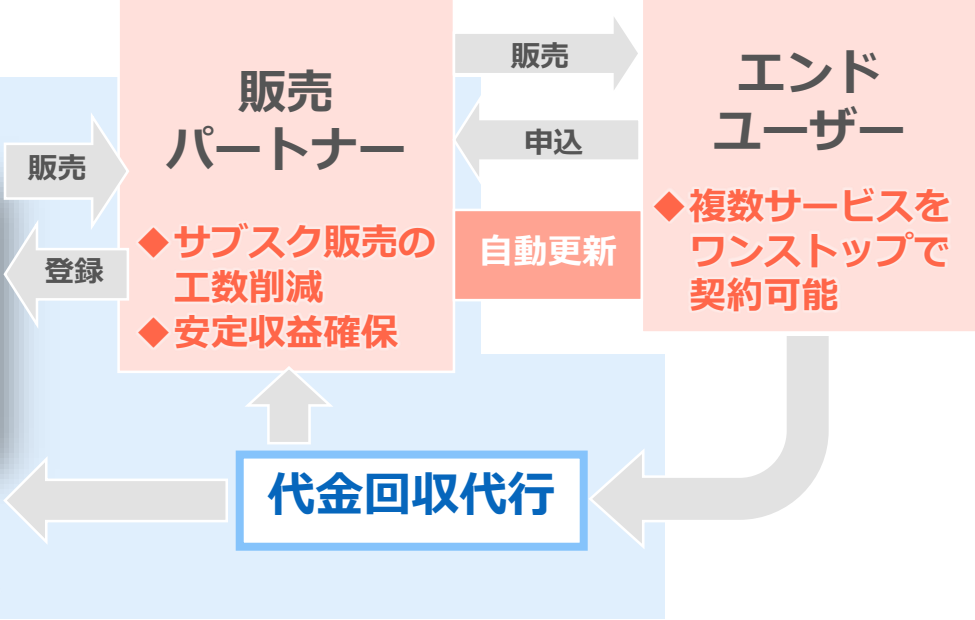 販売
登録
販売
パートナー
◆サブスク販売の
工数削減
◆安定収益確保
販売
申込
自動更新
エンド
ユーザー
◆複数サービスを
ワンストップで
契約可能
代金回収代行